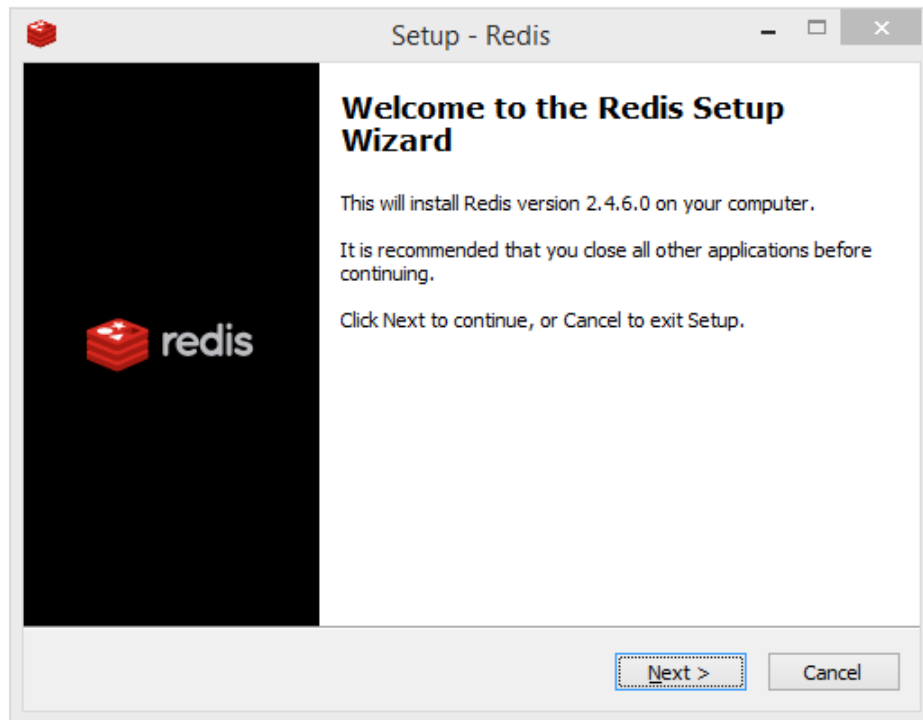 Setup - Redis
Welcome to the Redis Setup
Wizard
This will install Redis version 2.4.6.0 on your computer.
It is recommended that you close all other applications before
continuing.
Click Next to continue, or Cancel to exit Setup.
redis
Next >
Cancel